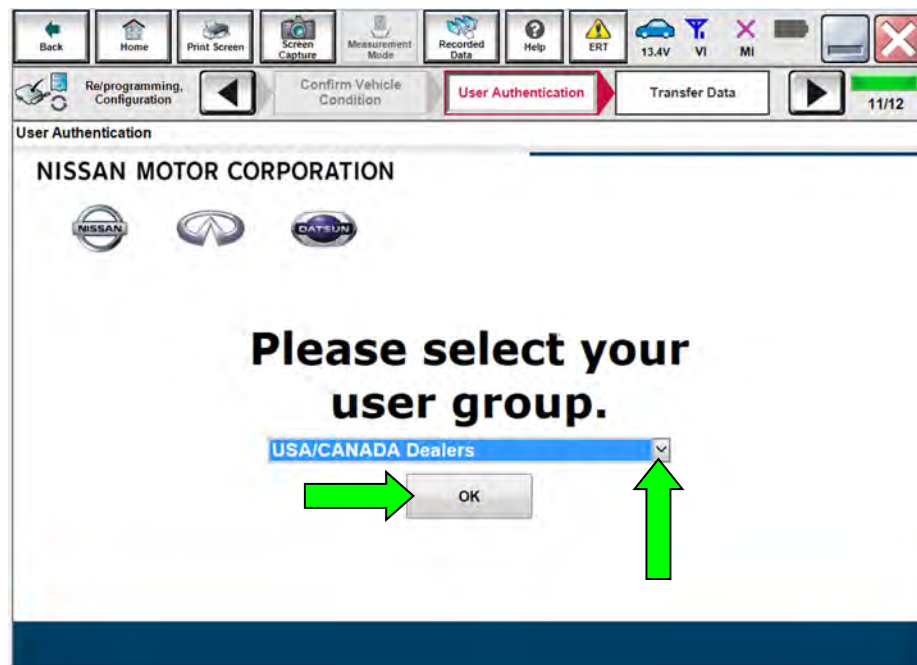 Back
Home
Print Screen
Screen
Capture
Measurement
Mode
Recorded
Data
Help
ERT
13.4V
VI
MI
Re/programming,
Configuration
Confirm Vehicle
Condition
User Authentication
Transfer Data
11/12
User Authentication
NISSAN MOTOR CORPORATION
NISSAN
DATSUN
Please select your
user group.
USA/CANADA Dealers
OK